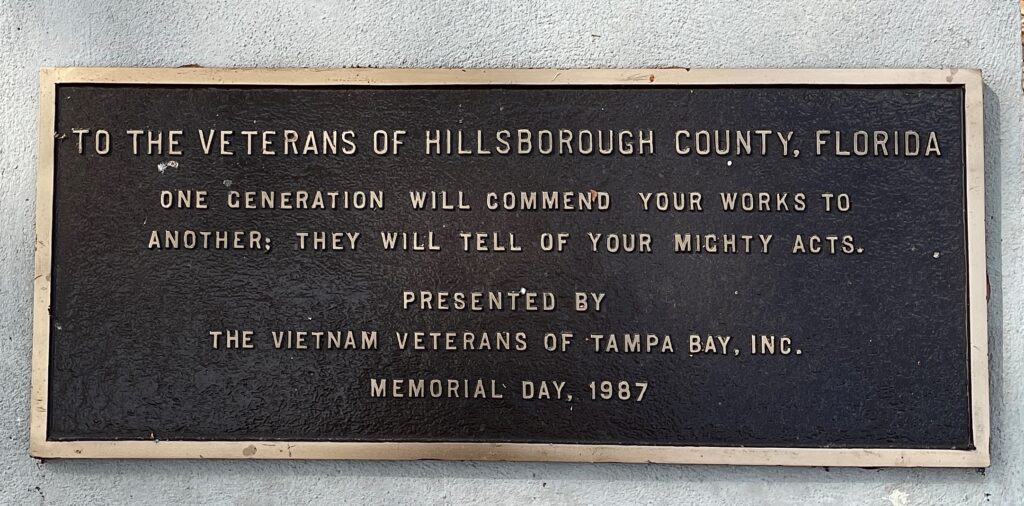 TO THE VETERANS OF HILLSBOROUGH COUNTY, FLORIDA
ONE GENERATION WILL COMMEND YOUR WORKS TO
ANOTHER; THEY WILL TELL OF YOUR MIGHTY ACTS.
PRESENTED BY
THE VIETNAM VETERANS OF TAMPA BAY, INC.
MEMORIAL DAY, 1987